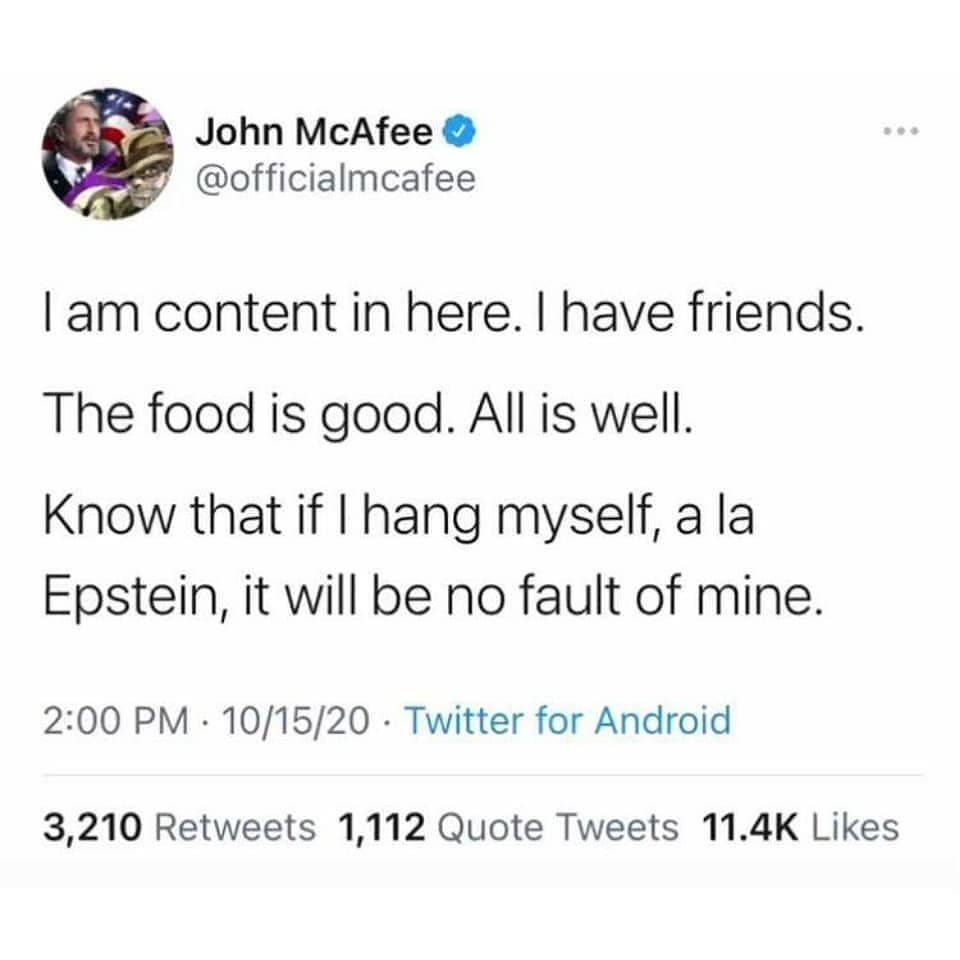 John McAfee
@officialmcafee
I am content in here. I have friends.
The food is good. All is well.
Know that if I hang myself, a la
Epstein, it will be no fault of mine.
2:00 PM · 10/15/20 · Twitter for Android
3,210 Retweets 1,112 Quote Tweets 11.4K Likes